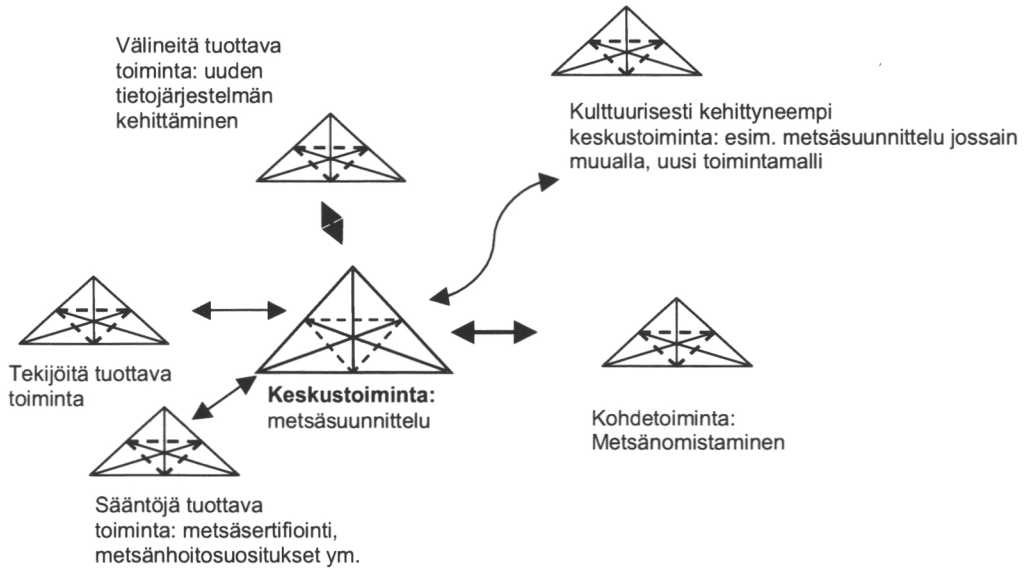 Välineitä tuottava
toiminta: uuden
tietojärjestelmän
kehittäminen
Kulttuurisesti kehittyneempi
keskustoiminta: esim. metsäsuunnittelu jossain
muualla, uusi toimintamalli
Tekijöitä tuottava
toiminta
Keskustoiminta:
metsäsuunnittelu
Kohdetoiminta:
Metsänomistaminen
Sääntöjä tuottava
toiminta: metsäsertifiointi,
metsänhoitosuositukset ym.